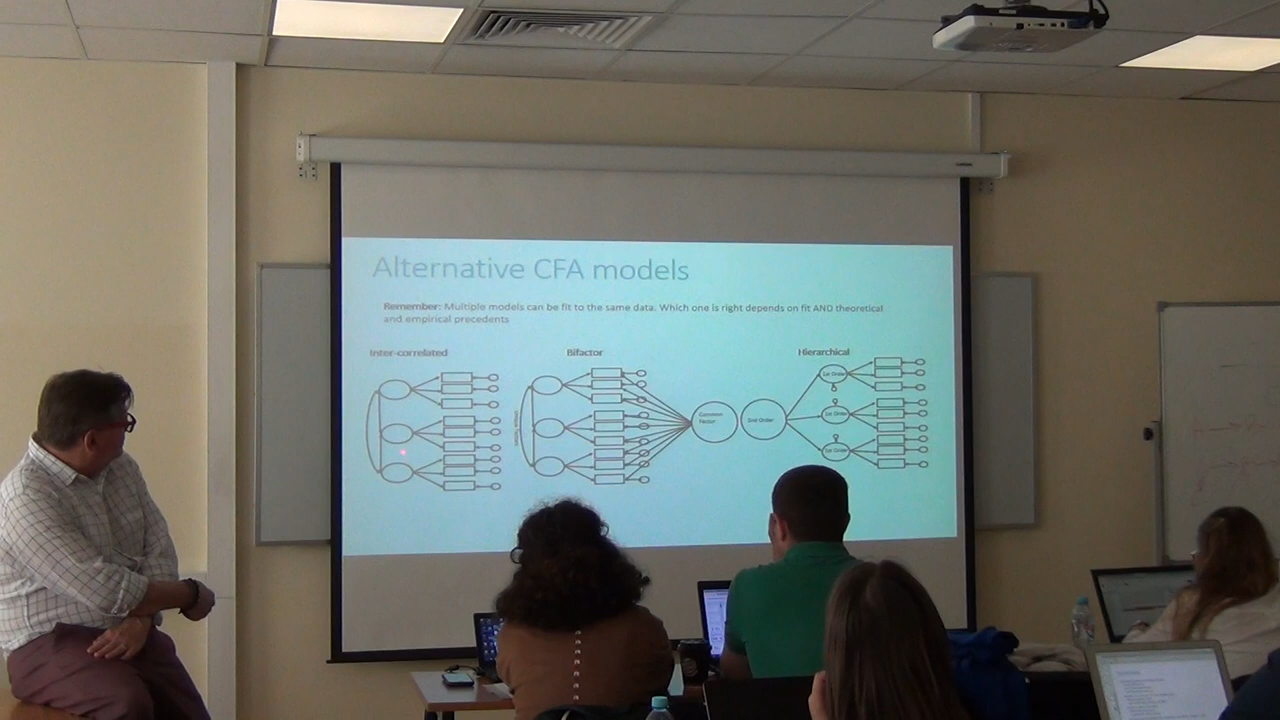 Alternative CFA models
Remember: Multiple models can be fit to the same data. Which one is right depends on fit AND theoretical
and empirical precedents
Inter-correlated
Bifactor
Hierarchical
Common
Factor
2nd Order
1st Order
1st Order
1st Order